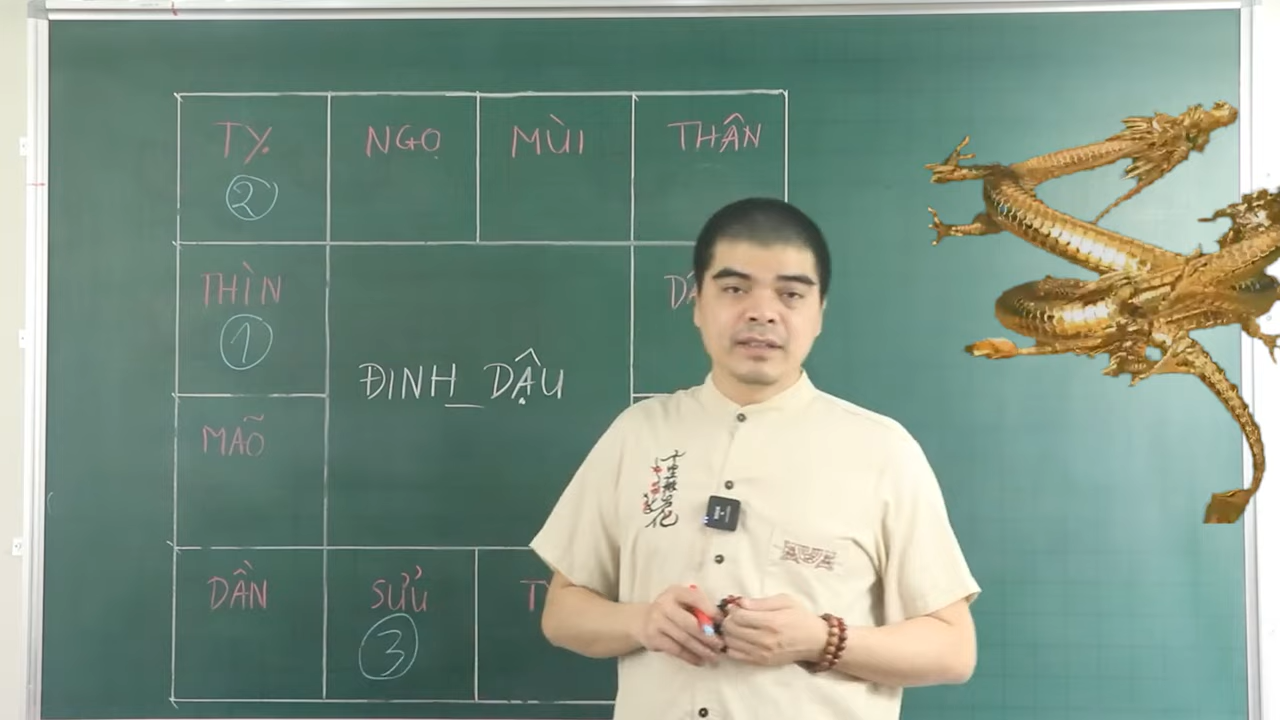 TỴ NGỌ MÙI THÂN
②
THÌN
①
ĐINH_DẬU
MÃO
DẦN SỬU
③